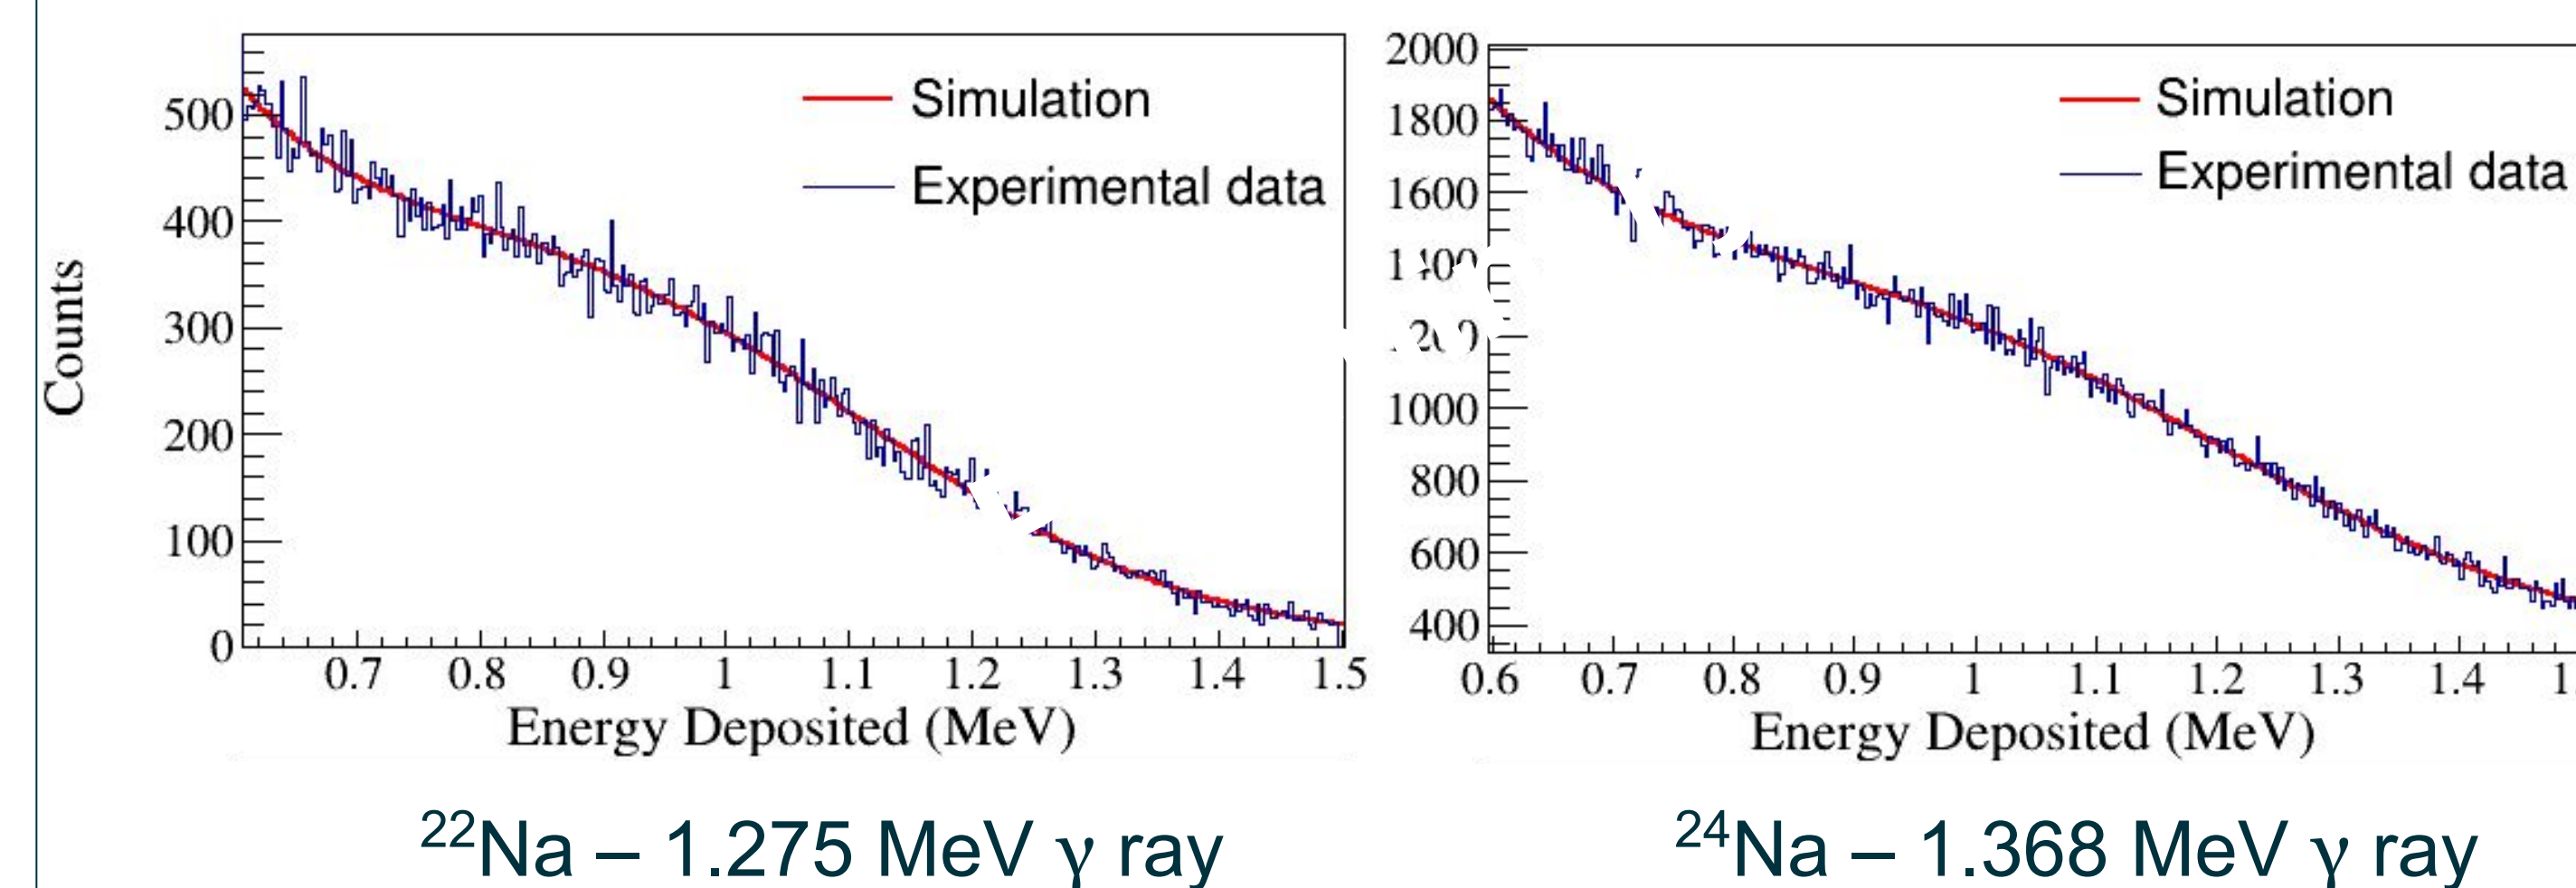 Counts
500
400
300
200
100
0
0.7 0.8 0.9 1 1.1 1.2 1.3 1.4 1.5
Energy Deposited (MeV)
Simulation
Experimental data
²²Na – 1.275 MeV γ ray
2000
1800
1600
1000
800
600
400
0.6 0.7 0.8 0.9 1 1.1 1.2 1.3 1.4
Energy Deposited (MeV)
Simulation
Experimental data
²⁴Na – 1.368 MeV γ ray